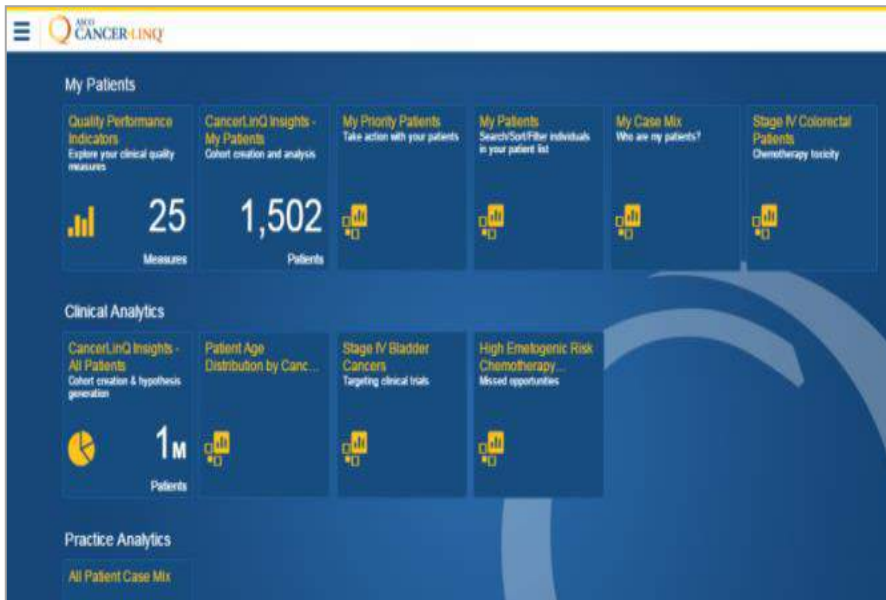 ASCO
CANCERLINQ
My Patients
Quality Performance
Indicators
Explore your clinical quality
measures
25
Measures
CancerLinQ Insights -
My Patients
Cohort creation and analysis
1,502
Patients
My Priority Patients
Take action with your patients
My Patients
Search/Sort/Filter individuals
in your patient list
My Case Mix
Who are my patients?
Stage IV Colorectal
Patients
Chemotherapy toxicity
Clinical Analytics
CancerLinQ Insights -
All Patients
Cohort creation & hypothesis
generation
1M
Patients
Patient Age
Distribution by Canc...
Stage IV Bladder
Cancers
Targeting clinical trials
High Emetogenic Risk
Chemotherapy...
Missed opportunities
Practice Analytics
All Patient Case Mix